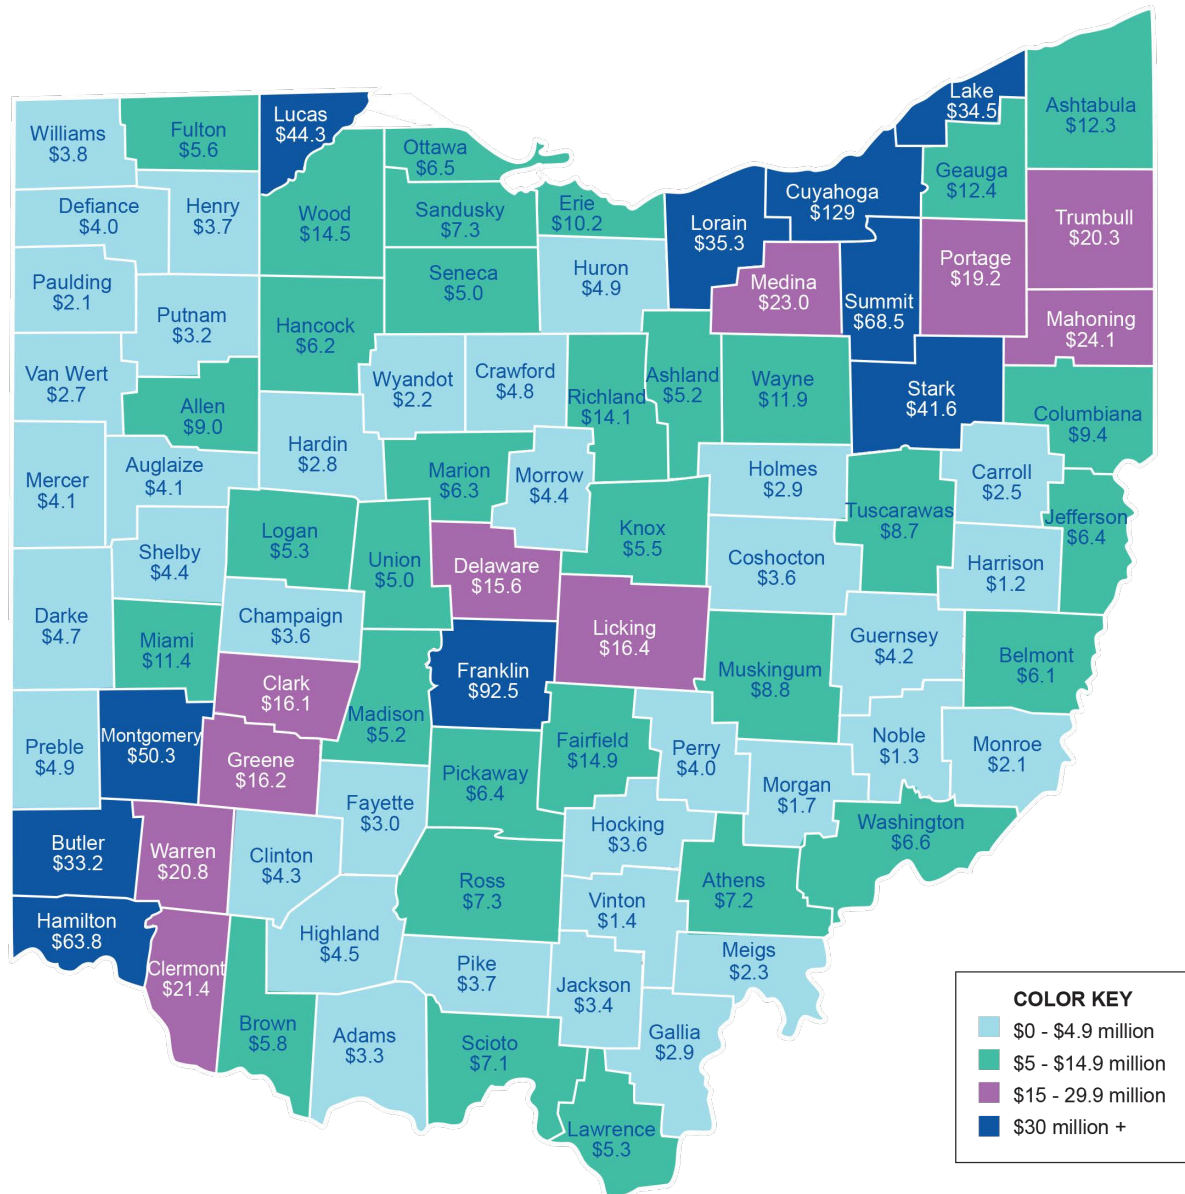 Lake
$34.5
Ashtabula
$12.3
Lucas
$44.3
Williams
$3.8
Fulton
$5.6
Ottawa
$6.5
Geauga
$12.4
Cuyahoga
$129
Defiance
$4.0
Henry
$3.7
Wood
$14.5
Sandusky
$7.3
Erie
$10.2
Lorain
$35.3
Trumbull
$20.3
Paulding
$2.1
Seneca
$5.0
Huron
$4.9
Medina
$23.0
Summit
$68.5
Portage
$19.2
Putnam
$3.2
Hancock
$6.2
Mahoning
$24.1
Van Wert
$2.7
Allen
$9.0
Wyandot
$2.2
Crawford
$4.8
Richland
$14.1
Ashland
$5.2
Wayne
$11.9
Stark
$41.6
Columbiana
$9.4
Mercer
$4.1
Auglaize
$4.1
Hardin
$2.8
Marion
$6.3
Morrow
$4.4
Holmes
$2.9
Carroll
$2.5
Tuscarawas
$8.7
Jefferson
$6.4
Shelby
$4.4
Logan
$5.3
Union
$5.0
Delaware
$15.6
Knox
$5.5
Coshocton
$3.6
Harrison
$1.2
Darke
$4.7
Miami
$11.4
Champaign
$3.6
Licking
$16.4
Guernsey
$4.2
Belmont
$6.1
Clark
$16.1
Franklin
$92.5
Muskingum
$8.8
Madison
$5.2
Preble
$4.9
Montgomery
$50.3
Greene
$16.2
Pickaway
$6.4
Fairfield
$14.9
Perry
$4.0
Noble
$1.3
Monroe
$2.1
Morgan
$1.7
Fayette
$3.0
Hocking
$3.6
Washington
$6.6
Butler
$33.2
Warren
$20.8
Clinton
$4.3
Ross
$7.3
Vinton
$1.4
Athens
$7.2
Hamilton
$63.8
Highland
$4.5
Clermont
$21.4
Pike
$3.7
Jackson
$3.4
Meigs
$2.3
Brown
$5.8
Adams
$3.3
Scioto
$7.1
Gallia
$2.9
Lawrence
$5.3
COLOR KEY
$0 - $4.9 million
$5 - $14.9 million
$15 - 29.9 million
$30 million +